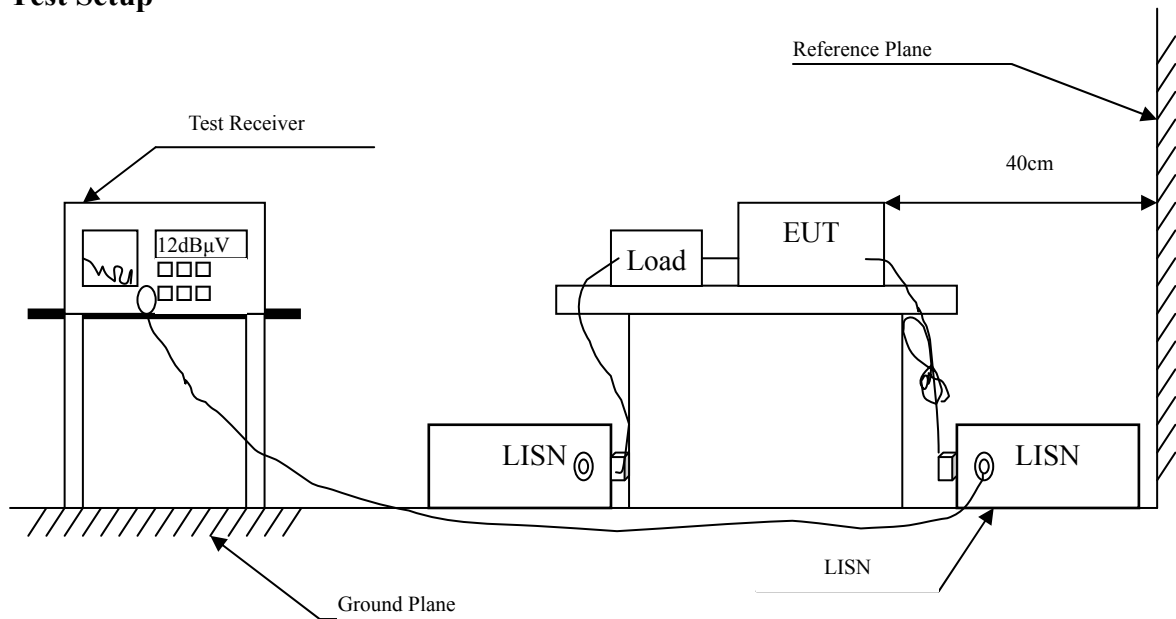 Test Setup
Reference Plane
Test Receiver
40cm
12dBμV
EUT
Load
LISN
LISN
LISN
Ground Plane